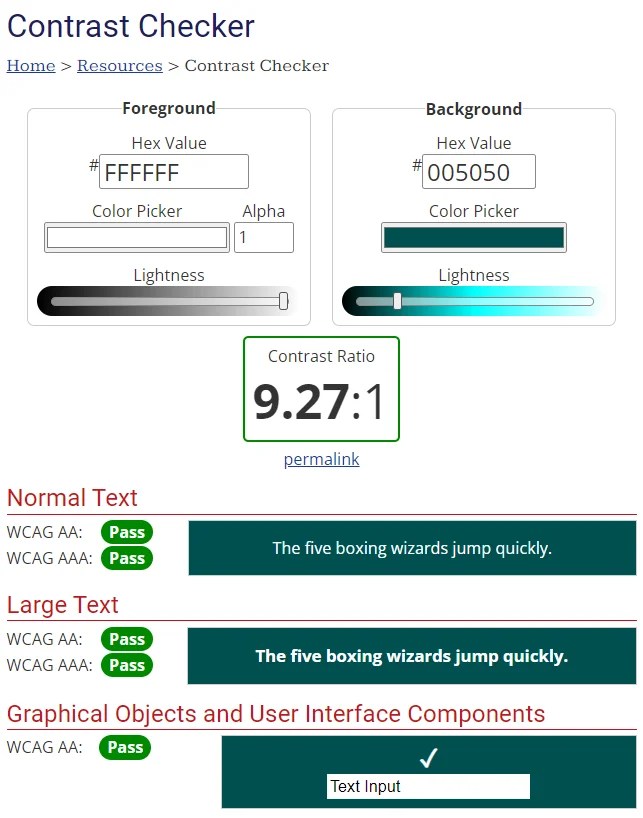 Contrast Checker
Home > Resources > Contrast Checker
Foreground
Hex Value
#FFFFFF
Color Picker Alpha
1
Lightness
Background
Hex Value
#005050
Color Picker
Lightness
Contrast Ratio
9.27:1
permalink
Normal Text
WCAG AA: Pass
WCAG AAA: Pass
The five boxing wizards jump quickly.
Large Text
WCAG AA: Pass
WCAG AAA: Pass
The five boxing wizards jump quickly.
Graphical Objects and User Interface Components
WCAG AA: Pass
✓
Text Input